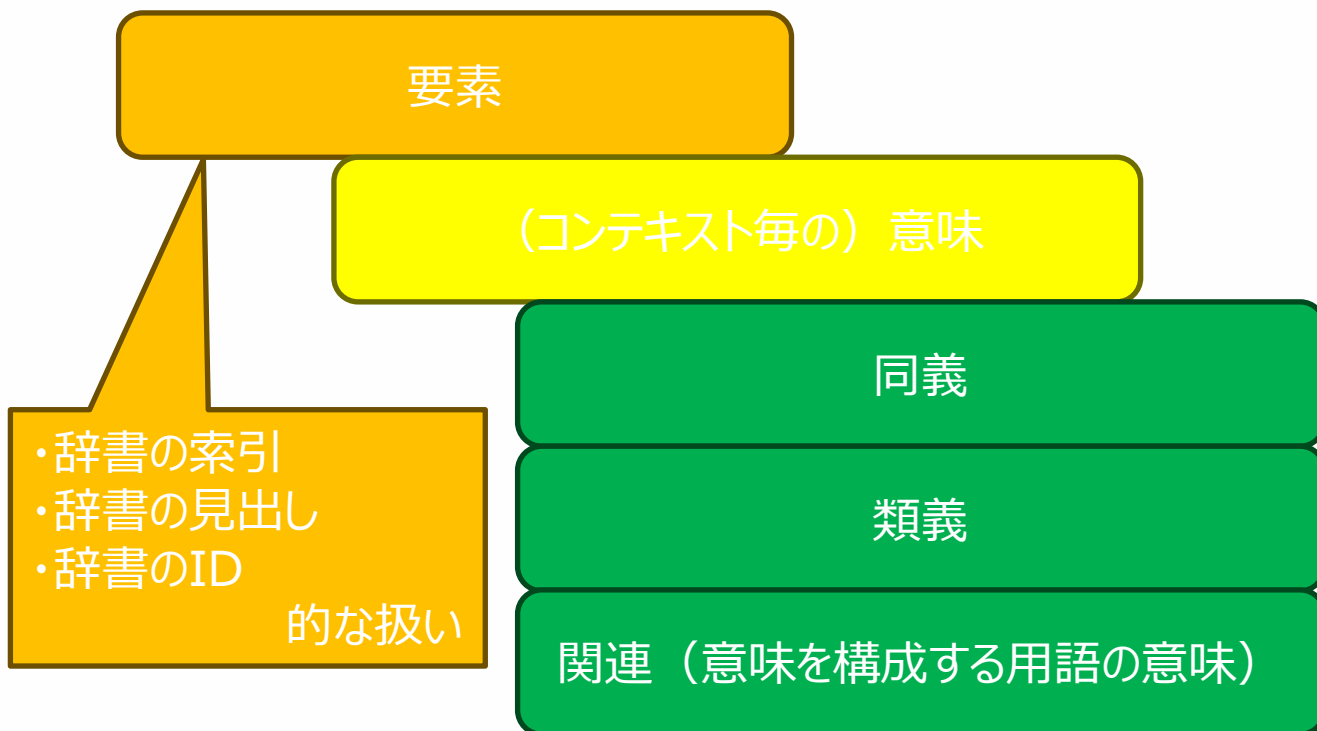 要素
（コンテキスト毎の）意味
同義
・辞書の索引
・辞書の見出し
類義
・辞書のID
的な扱い
関連（意味を構成する用語の意味）